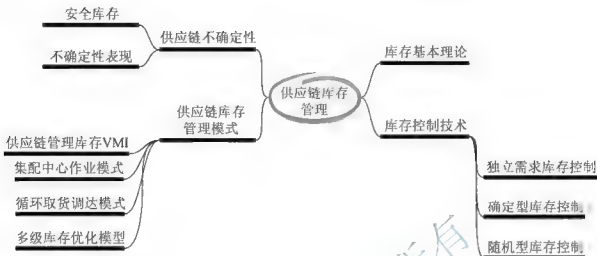 安全库存
不确定性表现
供应链不确定性
供应链库存
管理模式
供应链管理库存VMI
集配中心作业模式
循环取货调达模式
多级库存优化模型
供应链库存
管理
库存基本理论
库存控制技术
独立需求库存控制
确定型库存控制
随机型库存控制
有